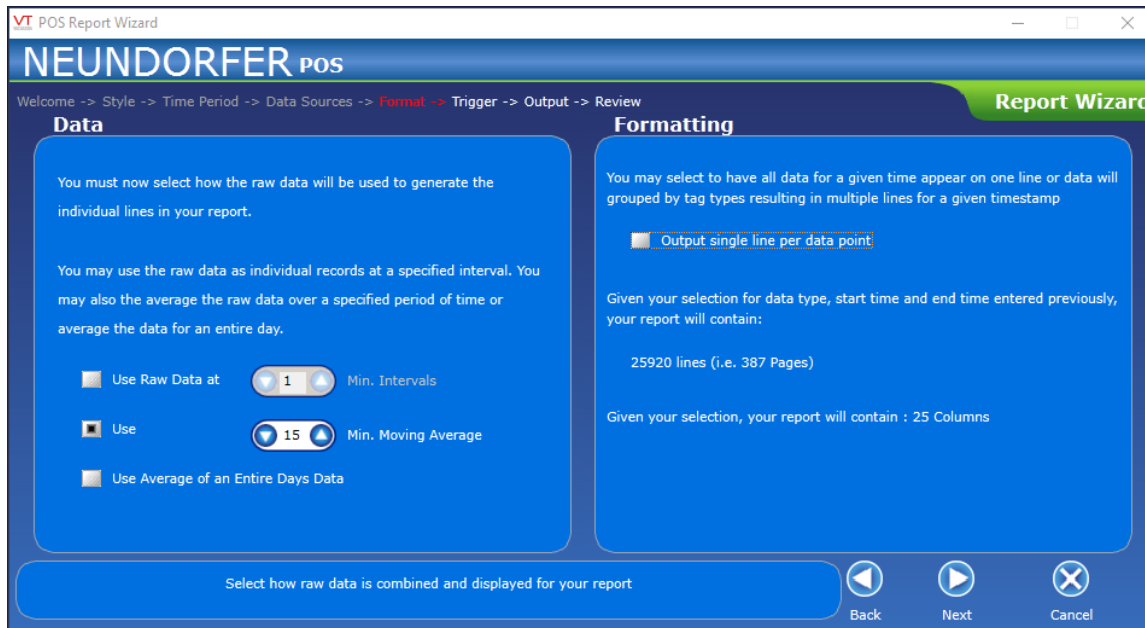 VT POS Report Wizard
NEUNDORFER POS
Welcome -> Style -> Time Period -> Data Sources -> Format -> Trigger -> Output -> Review
Report Wizard
Data
You must now select how the raw data will be used to generate the
individual lines in your report.
You may use the raw data as individual records at a specified interval. You
may also the average the raw data over a specified period of time or
average the data for an entire day.
Use Raw Data at 1 Min. Intervals
Use 15 Min. Moving Average
Use Average of an Entire Days Data
Formatting
You may select to have all data for a given time appear on one line or data will
grouped by tag types resulting in multiple lines for a given timestamp
Output single line per data point
Given your selection for data type, start time and end time entered previously,
your report will contain:
25920 lines (i.e. 387 Pages)
Given your selection, your report will contain : 25 Columns
Select how raw data is combined and displayed for your report
Back Next Cancel